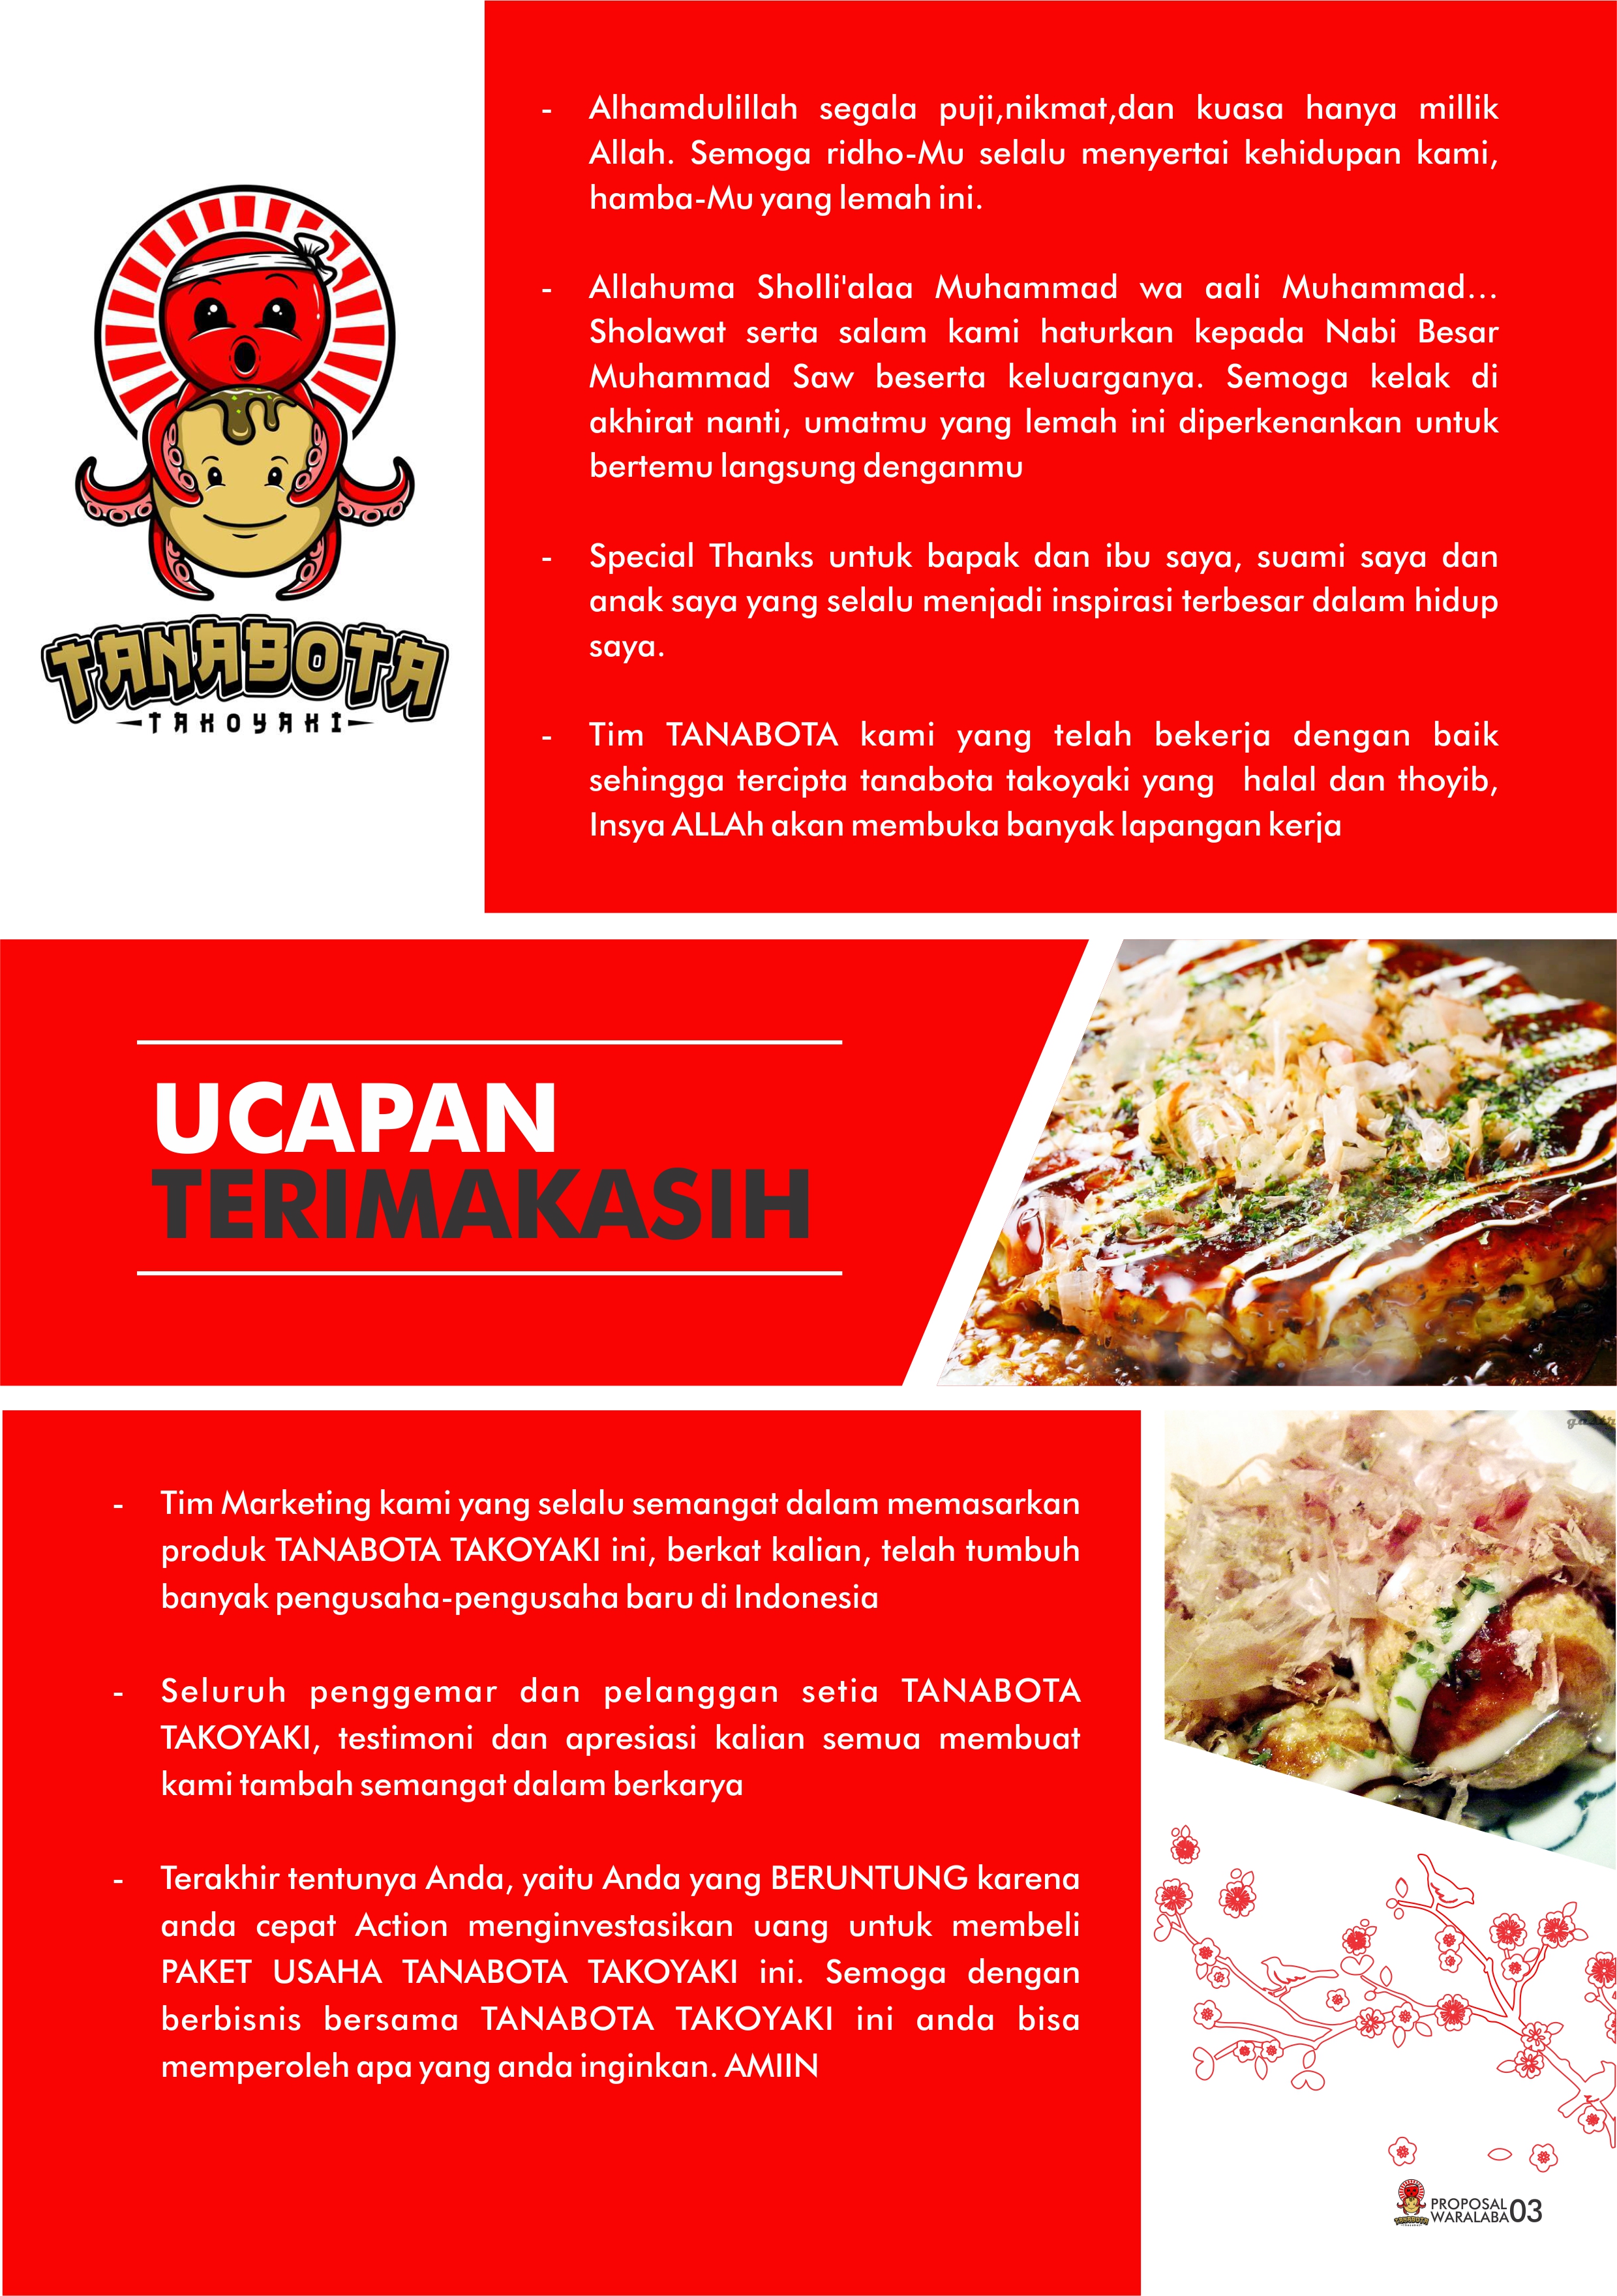 - Alhamdulillah segala puji,nikmat,dan kuasa hanya millik
Allah. Semoga ridho-Mu selalu menyertai kehidupan kami,
hamba-Mu yang lemah ini.
- Allahuma Sholli'alaa Muhammad wa aali Muhammad...
Sholawat serta salam kami haturkan kepada Nabi Besar
Muhammad Saw beserta keluarganya. Semoga kelak di
akhirat nanti, umatmu yang lemah ini diperkenankan untuk
bertemu langsung denganmu
- Special Thanks untuk bapak dan ibu saya, suami saya dan
anak saya yang selalu menjadi inspirasi terbesar dalam hidup
saya.
- Tim TANABOTA kami yang telah bekerja dengan baik
sehingga tercipta tanabota takoyaki yang halal dan thoyib,
Insya ALLAh akan membuka banyak lapangan kerja
TANABOTA
TAKOYAKI
UCAPAN
TERIMAKASIH
- Tim Marketing kami yang selalu semangat dalam memasarkan
produk TANABOTA TAKOYAKI ini, berkat kalian, telah tumbuh
banyak pengusaha-pengusaha baru di Indonesia
- Seluruh penggemar dan pelanggan setia TANABOTA
TAKOYAKI, testimoni dan apresiasi kalian semua membuat
kami tambah semangat dalam berkarya
- Terakhir tentunya Anda, yaitu Anda yang BERUNTUNG karena
anda cepat Action menginvestasikan uang untuk membeli
PAKET USAHA TANABOTA TAKOYAKI ini. Semoga dengan
berbisnis bersama TANABOTA TAKOYAKI ini anda bisa
memperoleh apa yang anda inginkan. AMIIN
TANABOTA
PROPOSAL
WARALABA 03